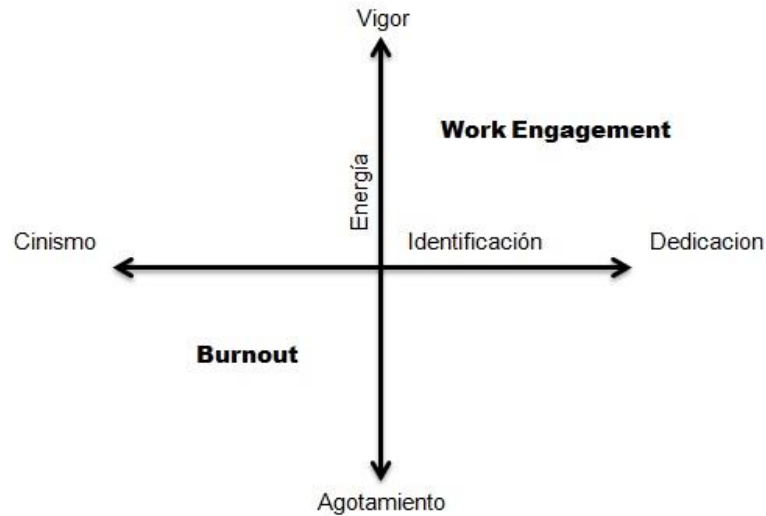 Vigor
Work Engagement
Energía
Cinismo
Identificación
Dedicacion
Burnout
Agotamiento